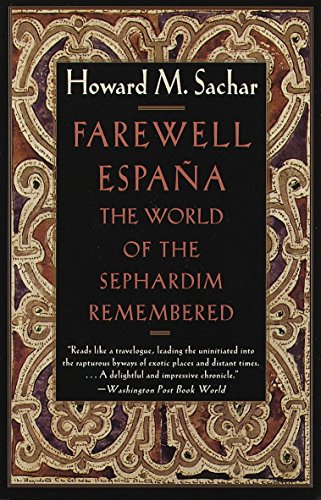 Howard M. Sachar
FAREWELL
ESPAÑA
THE WORLD
OF THE
SEPHARDIM
REMEMBERED
"Reads like a travelogue, leading the uninitiated into
the rapturous byways of exotic places and distant times.
. . . A delightful and impressive chronicle."
—Washington Post Book World